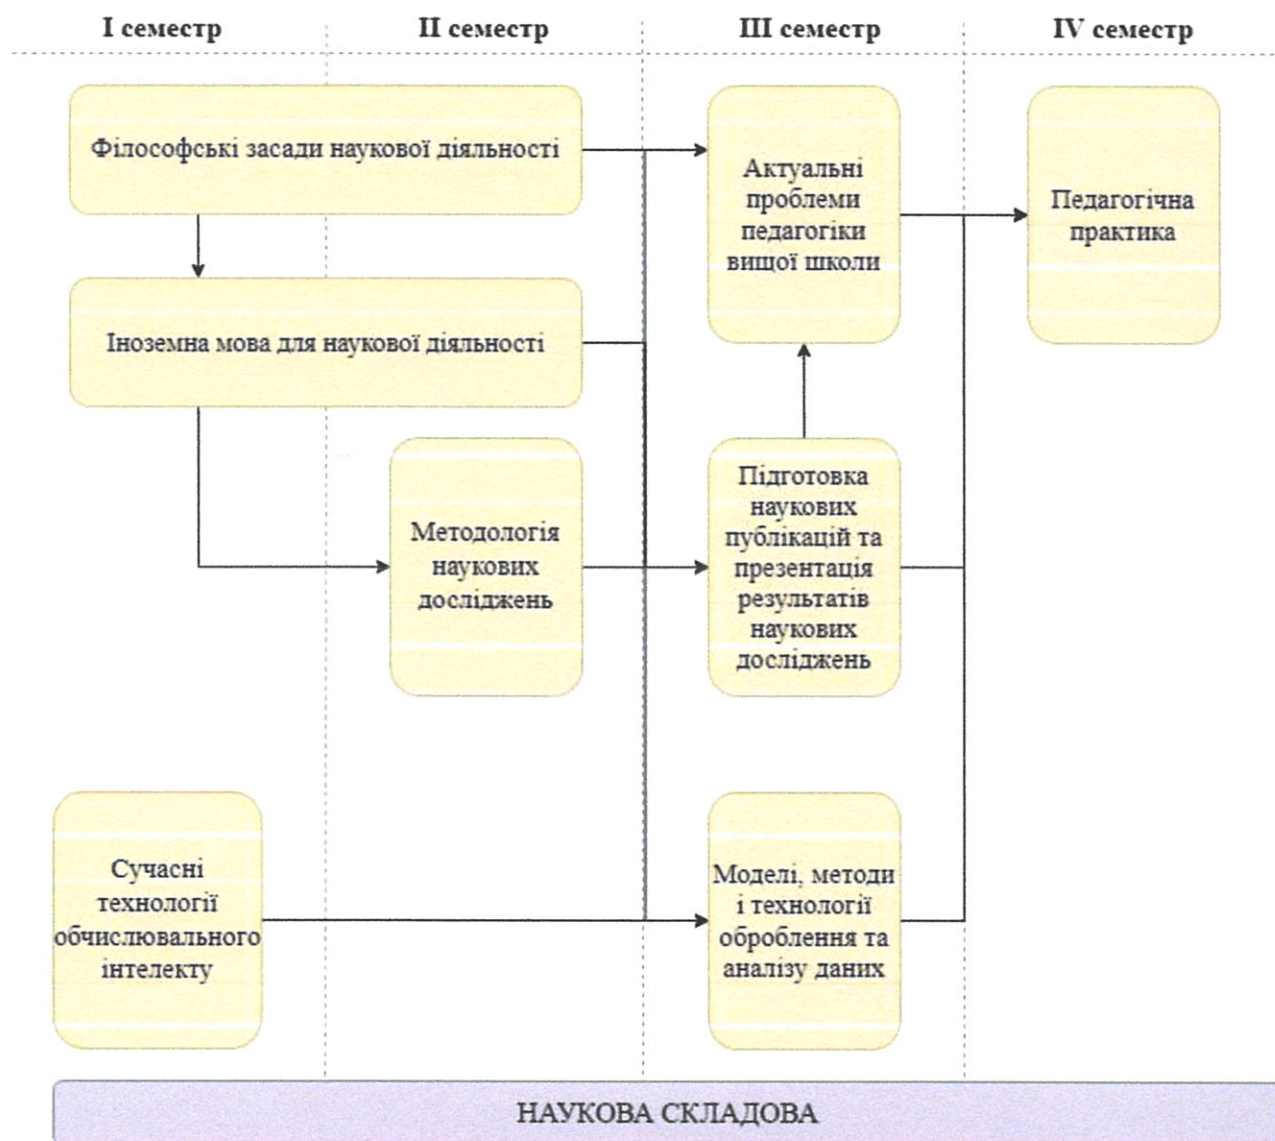 I семестр
II семестр
III семестр
IV семестр
Філософські засади наукової діяльності
Актуальні
проблеми
педагогіки
вищої школи
Педагогічна
практика
Іноземна мова для наукової діяльності
Методологія
наукових
досліджень
Підготовка
наукових
публікацій та
презентація
результатів
наукових
досліджень
Сучасні
технології
обчислювального
інтелекту
Моделі, методи
і технології
оброблення та
аналізу даних
НАУКОВА СКЛАДОВА